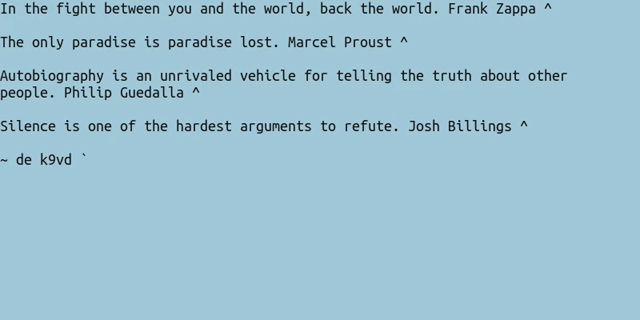 In the fight between you and the world, back the world. Frank Zappa ^
The only paradise is paradise lost. Marcel Proust ^
Autobiography is an unrivaled vehicle for telling the truth about other
people. Philip Guedalla ^
Silence is one of the hardest arguments to refute. Josh Billings ^
~ de k9vd `